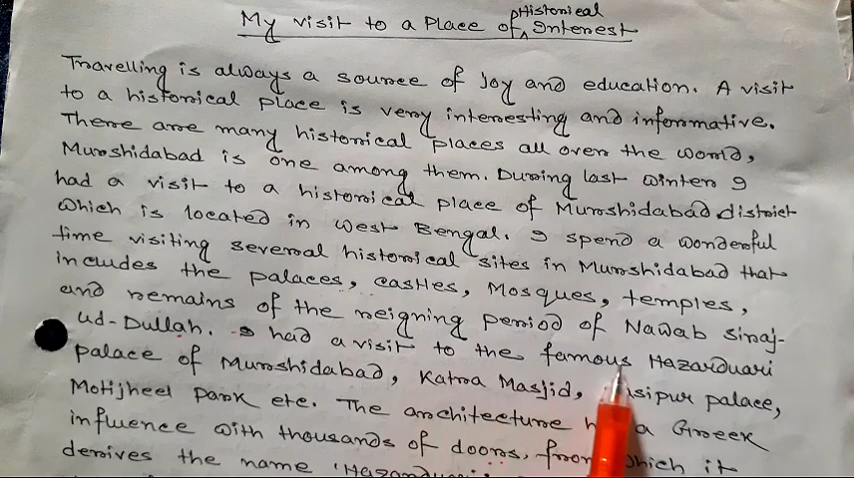 My visit to a Place of Historical Interest
Travelling is always a source of Joy and education. A visit
to a historical place is very interesting and informative.
There are many historical places all over the world,
Murshidabad is one among them. During last winter I
had a visit to a historical place of Murshidabad district
which is located in West Bengal. I spend a wonderful
time visiting several historical sites in Murshidabad that
includes the palaces, castles, Mosques, temples,
and remains of the reigning period of Nawab Siraj-
ud-Dullah. I had a visit to the famous Hazarduari
palace of Murshidabad, Katra Masjid, palace,
Motijheel Park etc. The architecture a Greek
influence with thousands of doors, from which it
derives the name